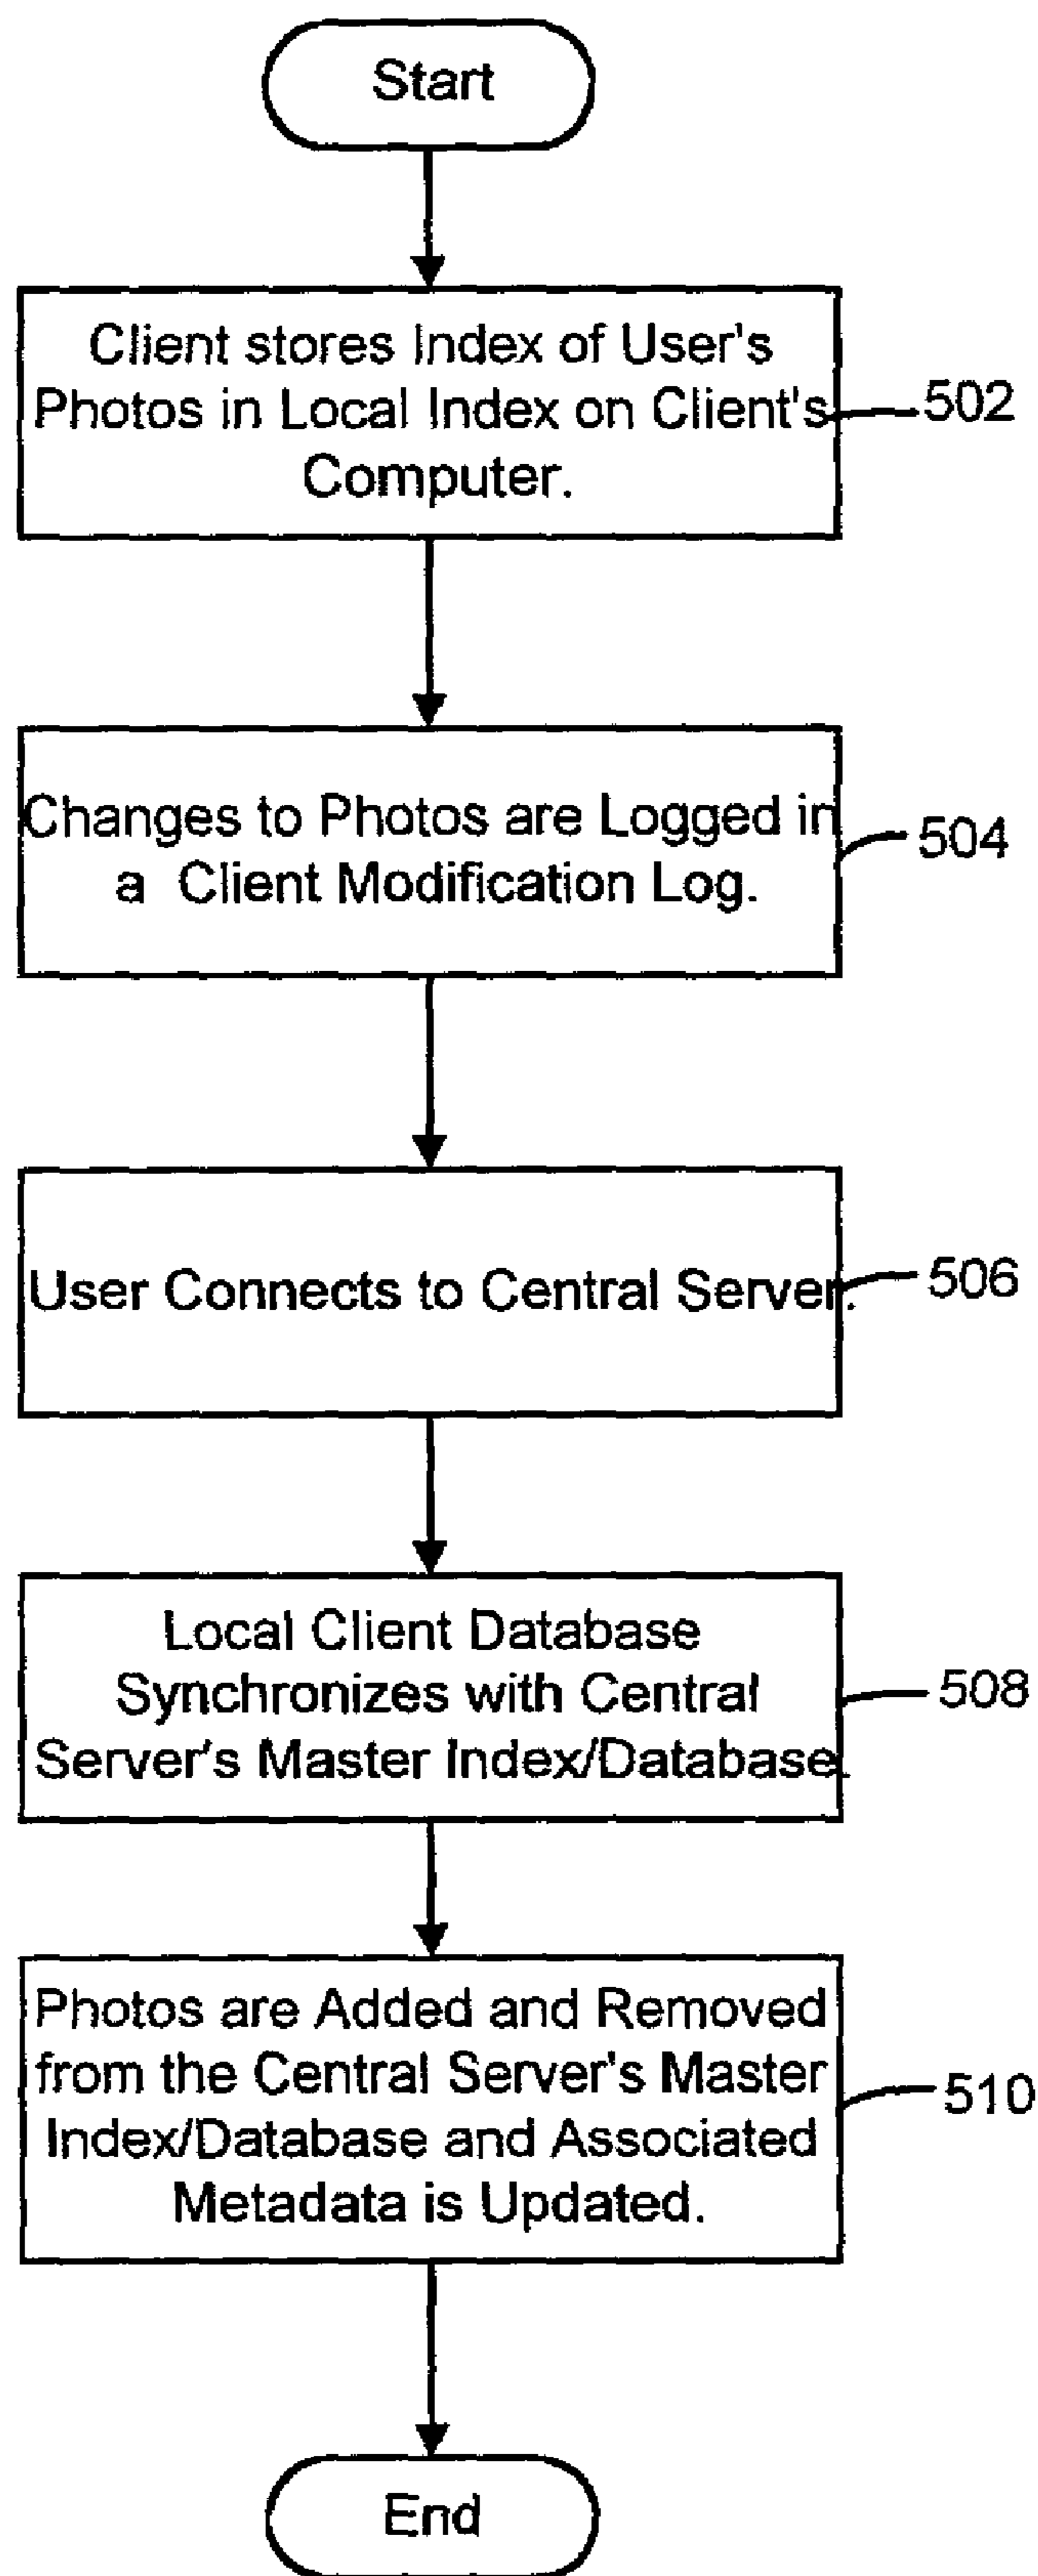 Start
Client stores Index of User's
Photos in Local Index on Client's
Computer.
502
Changes to Photos are Logged in
a Client Modification Log.
504
User Connects to Central Server.
506
Local Client Database
Synchronizes with Central
Server's Master Index/Database.
508
Photos are Added and Removed
from the Central Server's Master
Index/Database and Associated
Metadata is Updated.
510
End